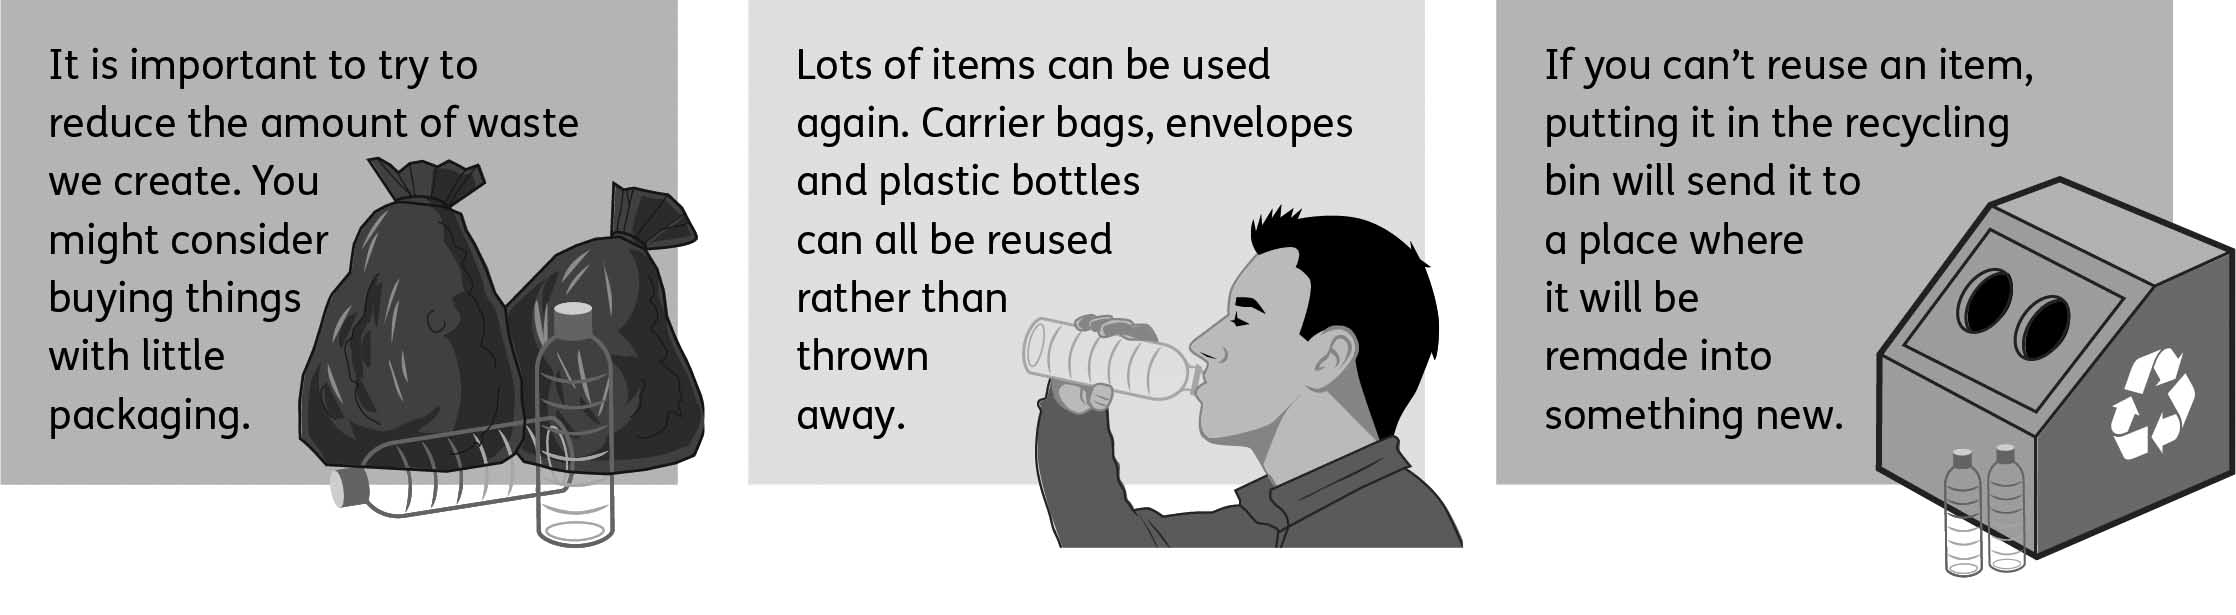 It is important to try to
reduce the amount of waste
we create. You
might consider
buying things
with little
packaging.
Lots of items can be used
again. Carrier bags, envelopes
and plastic bottles
can all be reused
rather than
thrown
away.
If you can’t reuse an item,
putting it in the recycling
bin will send it to
a place where
it will be
remade into
something new.